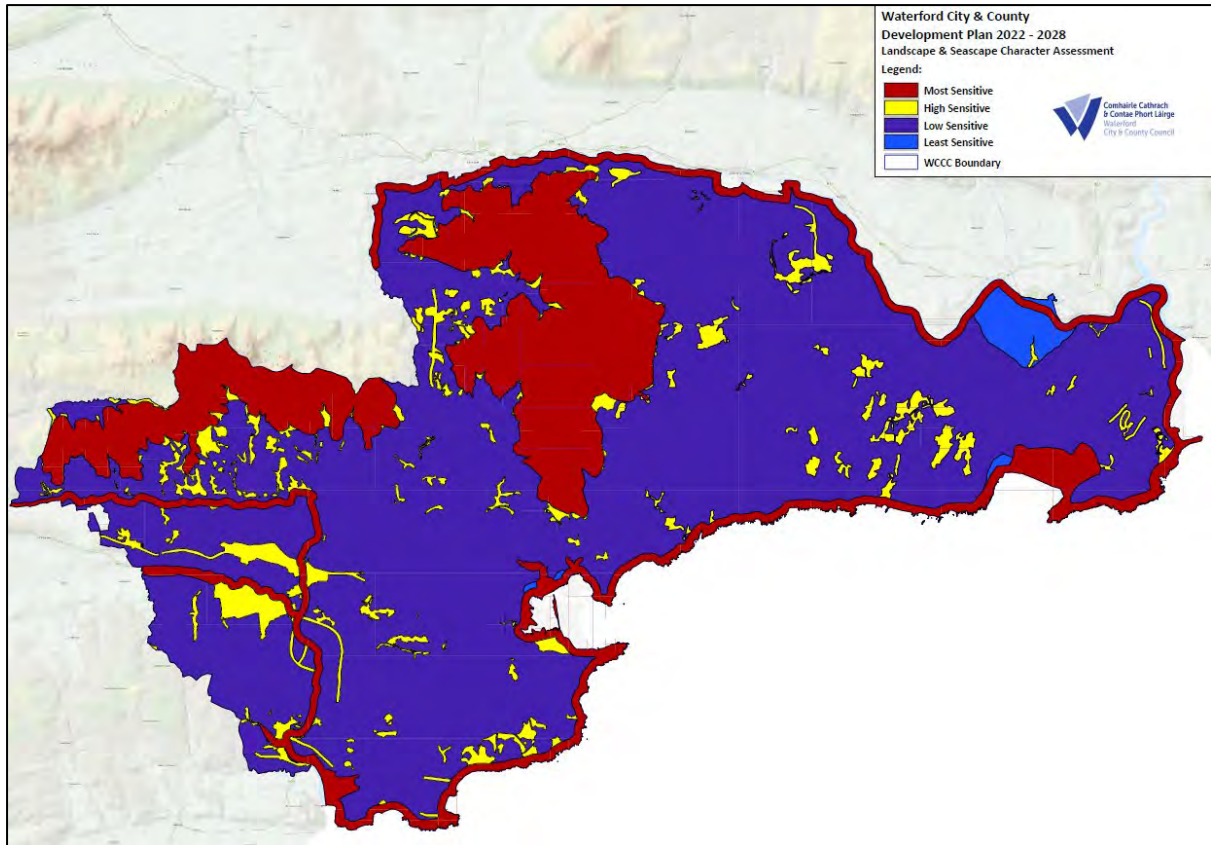 Waterford City & County
Development Plan 2022 - 2028
Landscape & Seascape Character Assessment
Legend:
Most Sensitive
High Sensitive
Low Sensitive
Least Sensitive
WCCC Boundary
Comhairle Cathrach
& Contae Phort Láirge
Waterford
City & County Council